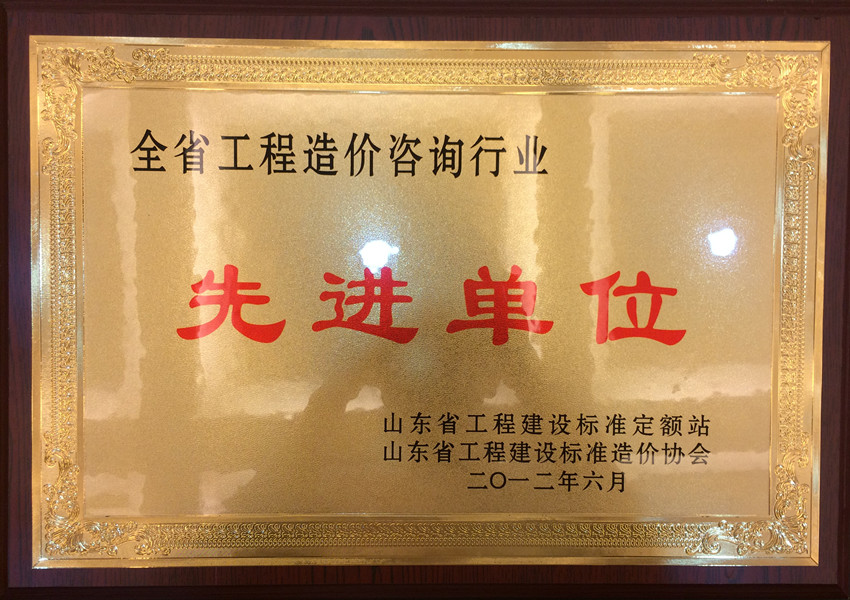 全省工程造价咨询行业
先进单位
山东省工程建设标准定额站
山东省工程建设标准造价协会
二〇一二年六月